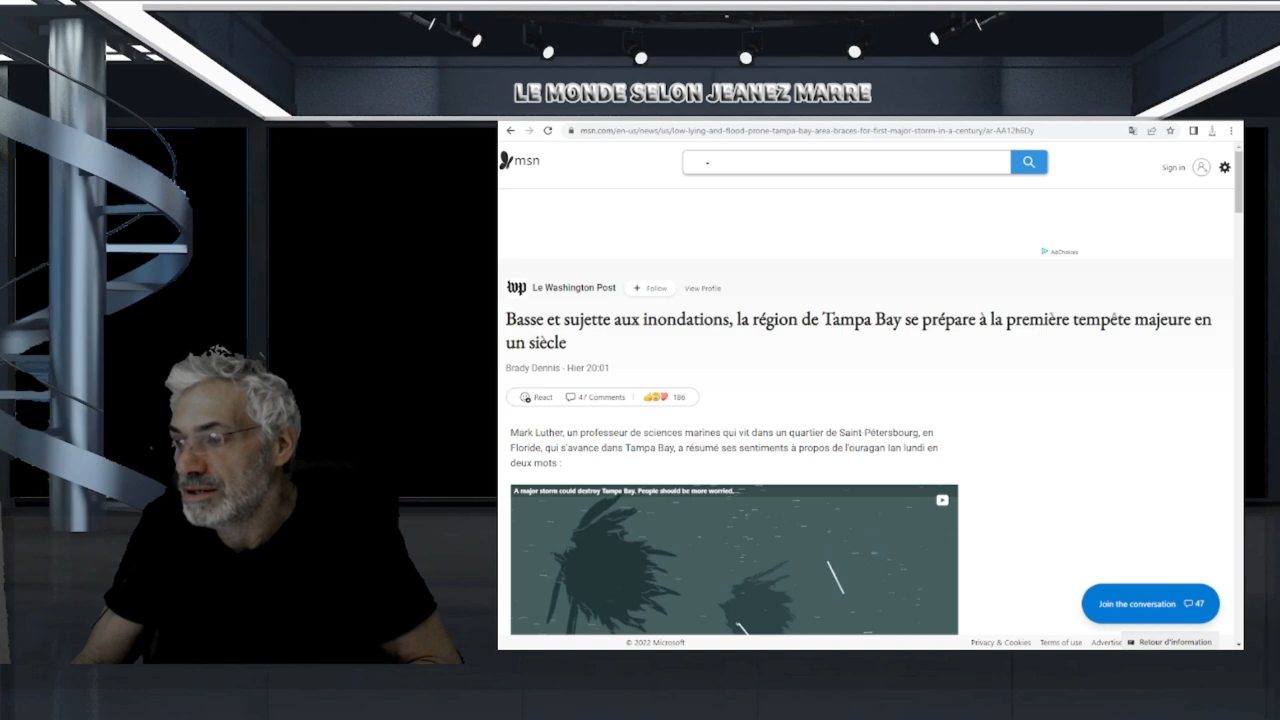 LE MONDE SELON JEANEZ MARRE
msn.com/en-us/news/us/low-lying-and-flood-prone-tampa-bay-area-braces-for-first-major-storm-in-a-century/ar-AA12h6Dy
msn
Sign in
AdChoices
wp Le Washington Post + Follow View Profile
Basse et sujette aux inondations, la région de Tampa Bay se prépare à la première tempête majeure en
un siècle
Brady Dennis - Hier 20:01
React 47 Comments 186
Mark Luther, un professeur de sciences marines qui vit dans un quartier de Saint-Pétersbourg, en
Floride, qui s'avance dans Tampa Bay, a résumé ses sentiments à propos de l'ouragan Ian lundi en
deux mots :
A major storm could destroy Tampa Bay. People should be more worried.
Join the conversation 47
© 2022 Microsoft Privacy & Cookies Terms of use Advertise Retour d'information